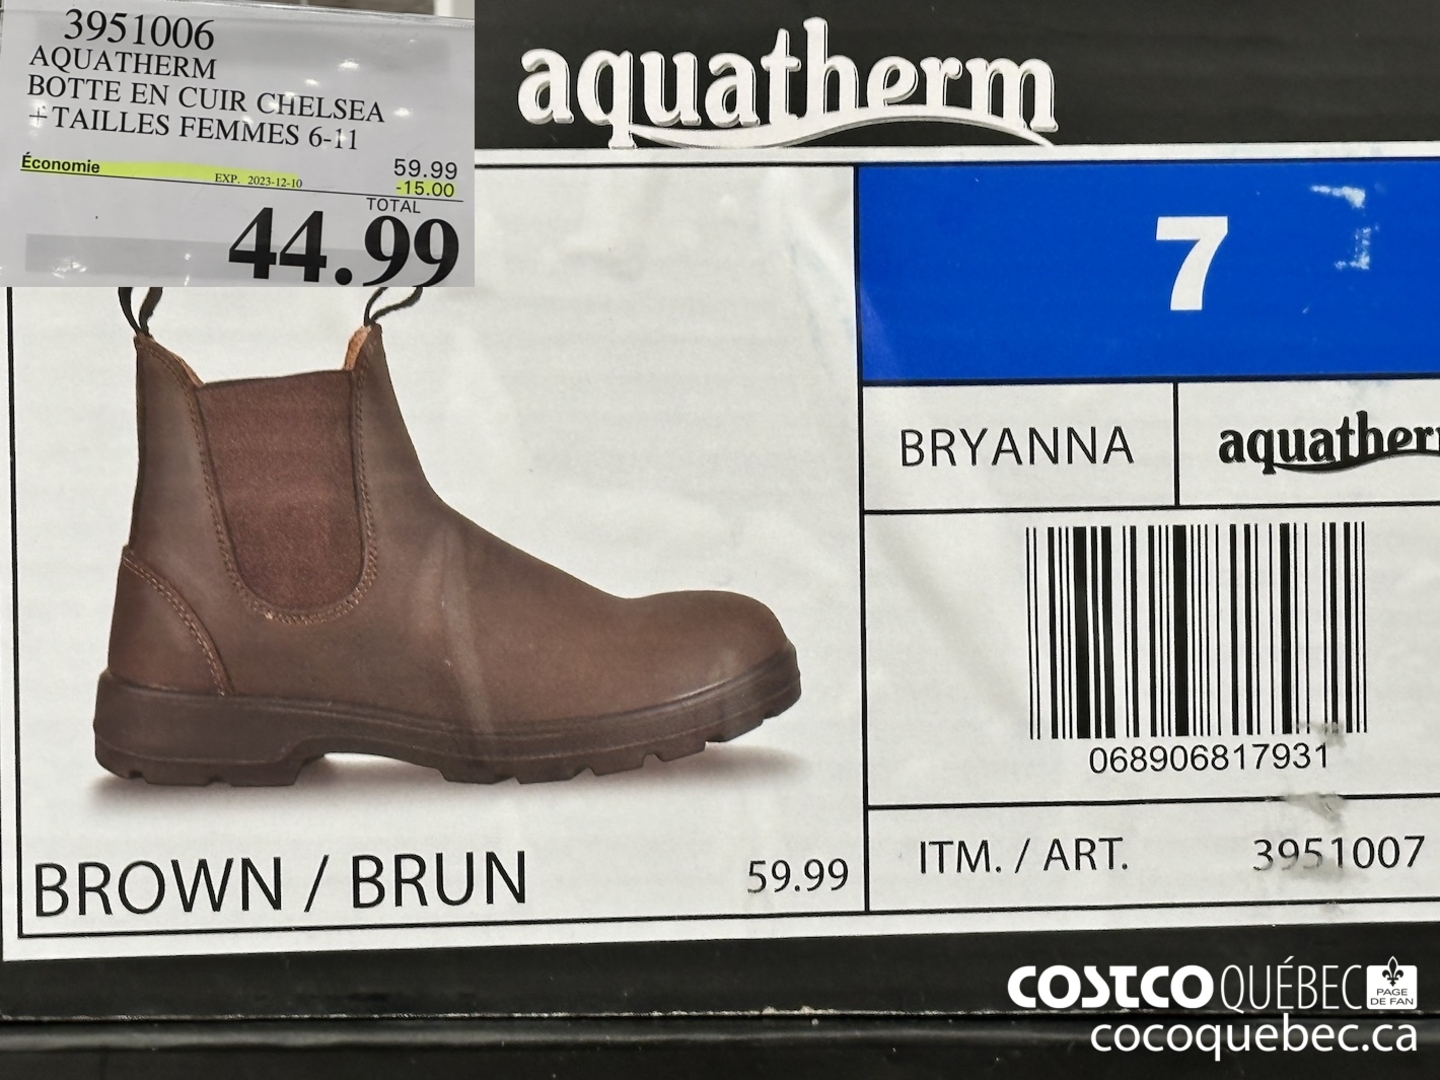 3951006
AQUATHERM
BOTTE EN CUIR CHELSEA
+TAILLES FEMMES 6-11
Économie
59.99
EXP. 2023-12-10
-15.00
TOTAL
44.99
aquatherm
7
BRYANNA
aquatherm
068906817931
BROWN / BRUN
59.99
ITM. / ART. 3951007
COSTCO QUÉBEC PAGE DE FAN
cocoquebec.ca